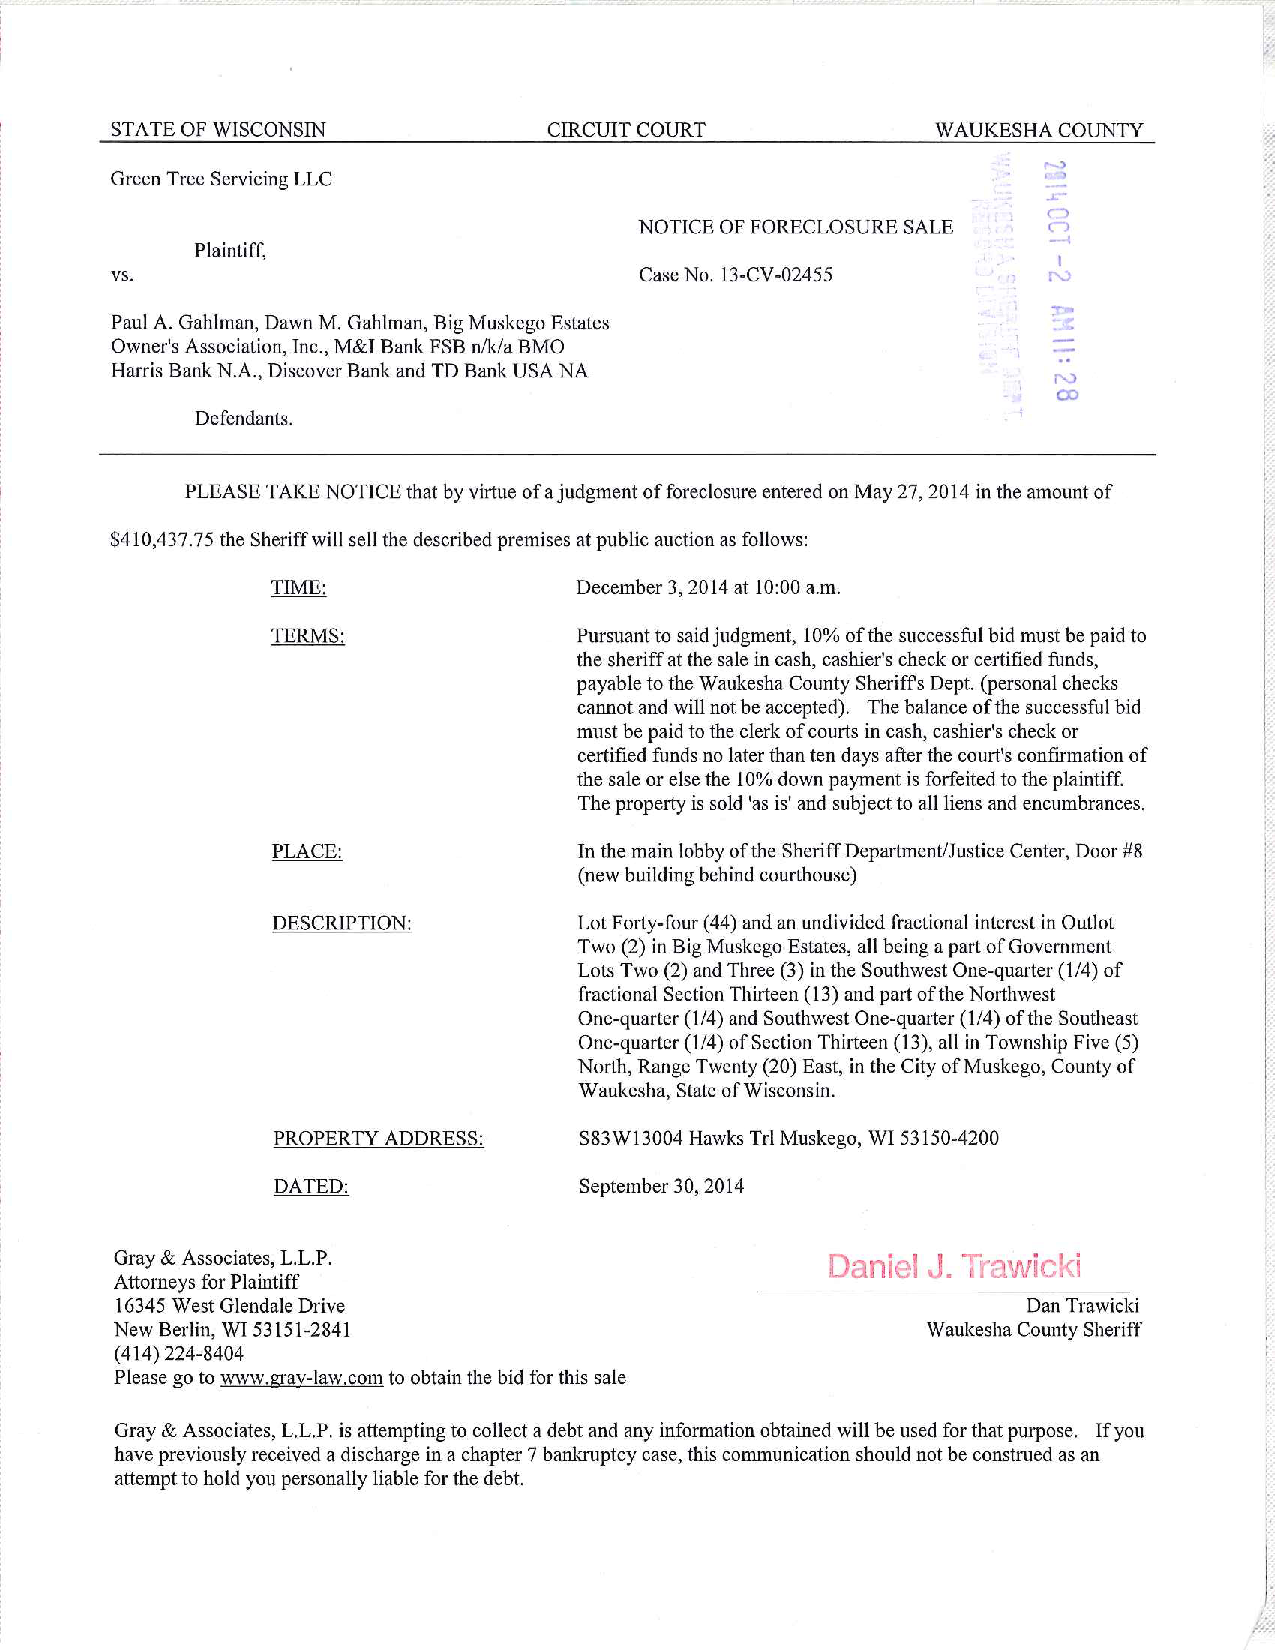 STATE OF WISCONSIN CIRCUIT COURT WAUKESHA COUNTY
Green Tree Servicing LLC
NOTICE OF FORECLOSURE SALE
Plaintiff,
vs. Case No. 13-CV-02455
Paul A. Gahlman, Dawn M. Gahlman, Big Muskego Estates
Owner's Association, Inc., M&I Bank FSB n/k/a BMO
Harris Bank N.A., Discover Bank and TD Bank USA NA
Defendants.
2014 OCT -2 AM 11:28
WAUKESHA SHERIFF DEPT.
RECORD DIVISION
PLEASE TAKE NOTICE that by virtue of a judgment of foreclosure entered on May 27, 2014 in the amount of
$410,437.75 the Sheriff will sell the described premises at public auction as follows:
TIME: December 3, 2014 at 10:00 a.m.
TERMS: Pursuant to said judgment, 10% of the successful bid must be paid to
the sheriff at the sale in cash, cashier's check or certified funds,
payable to the Waukesha County Sheriff's Dept. (personal checks
cannot and will not be accepted). The balance of the successful bid
must be paid to the clerk of courts in cash, cashier's check or
certified funds no later than ten days after the court's confirmation of
the sale or else the 10% down payment is forfeited to the plaintiff.
The property is sold 'as is' and subject to all liens and encumbrances.
PLACE: In the main lobby of the Sheriff Department/Justice Center, Door #8
(new building behind courthouse)
DESCRIPTION: Lot Forty-four (44) and an undivided fractional interest in Outlot
Two (2) in Big Muskego Estates, all being a part of Government
Lots Two (2) and Three (3) in the Southwest One-quarter (1/4) of
fractional Section Thirteen (13) and part of the Northwest
One-quarter (1/4) and Southwest One-quarter (1/4) of the Southeast
One-quarter (1/4) of Section Thirteen (13), all in Township Five (5)
North, Range Twenty (20) East, in the City of Muskego, County of
Waukesha, State of Wisconsin.
PROPERTY ADDRESS: S83W13004 Hawks Trl Muskego, WI 53150-4200
DATED: September 30, 2014
Gray & Associates, L.L.P.
Attorneys for Plaintiff
16345 West Glendale Drive
New Berlin, WI 53151-2841
(414) 224-8404
Please go to www.gray-law.com to obtain the bid for this sale
Daniel J. Trawicki
Dan Trawicki
Waukesha County Sheriff
Gray & Associates, L.L.P. is attempting to collect a debt and any information obtained will be used for that purpose. If you
have previously received a discharge in a chapter 7 bankruptcy case, this communication should not be construed as an
attempt to hold you personally liable for the debt.